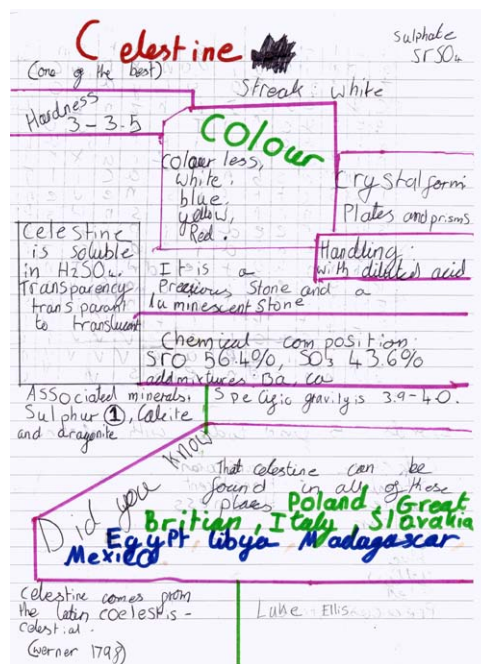 Celestine
(one of the best)
sulphate
SrSO4
Streak: white
Hardness
3-3.5
Colour
colour less,
white,
blue,
yellow,
Red.
Crystal form:
Plates and prisms
Handling:
with diluted acid
Celestine
is soluble
in H2SO4.
Transparency
transparant
to translucent
It is a
Precious Stone and a
luminescent Stone
Chemical composition:
SrO 56.4%, SO3 43.6%
addmixtures: Ba, ca
Associated minerals.
Sulphur ①, Calcite
and aragonite
Specific gravity is 3.9-4.0.
Did you know
That celestine can be
found in all of these
places Poland, Great
Britian, Italy, Slovakia
Egypt libya Madagascar
Mexico
celestine comes from
the latin coelestis -
celestial.
(werner 1798)
Luke Ellis